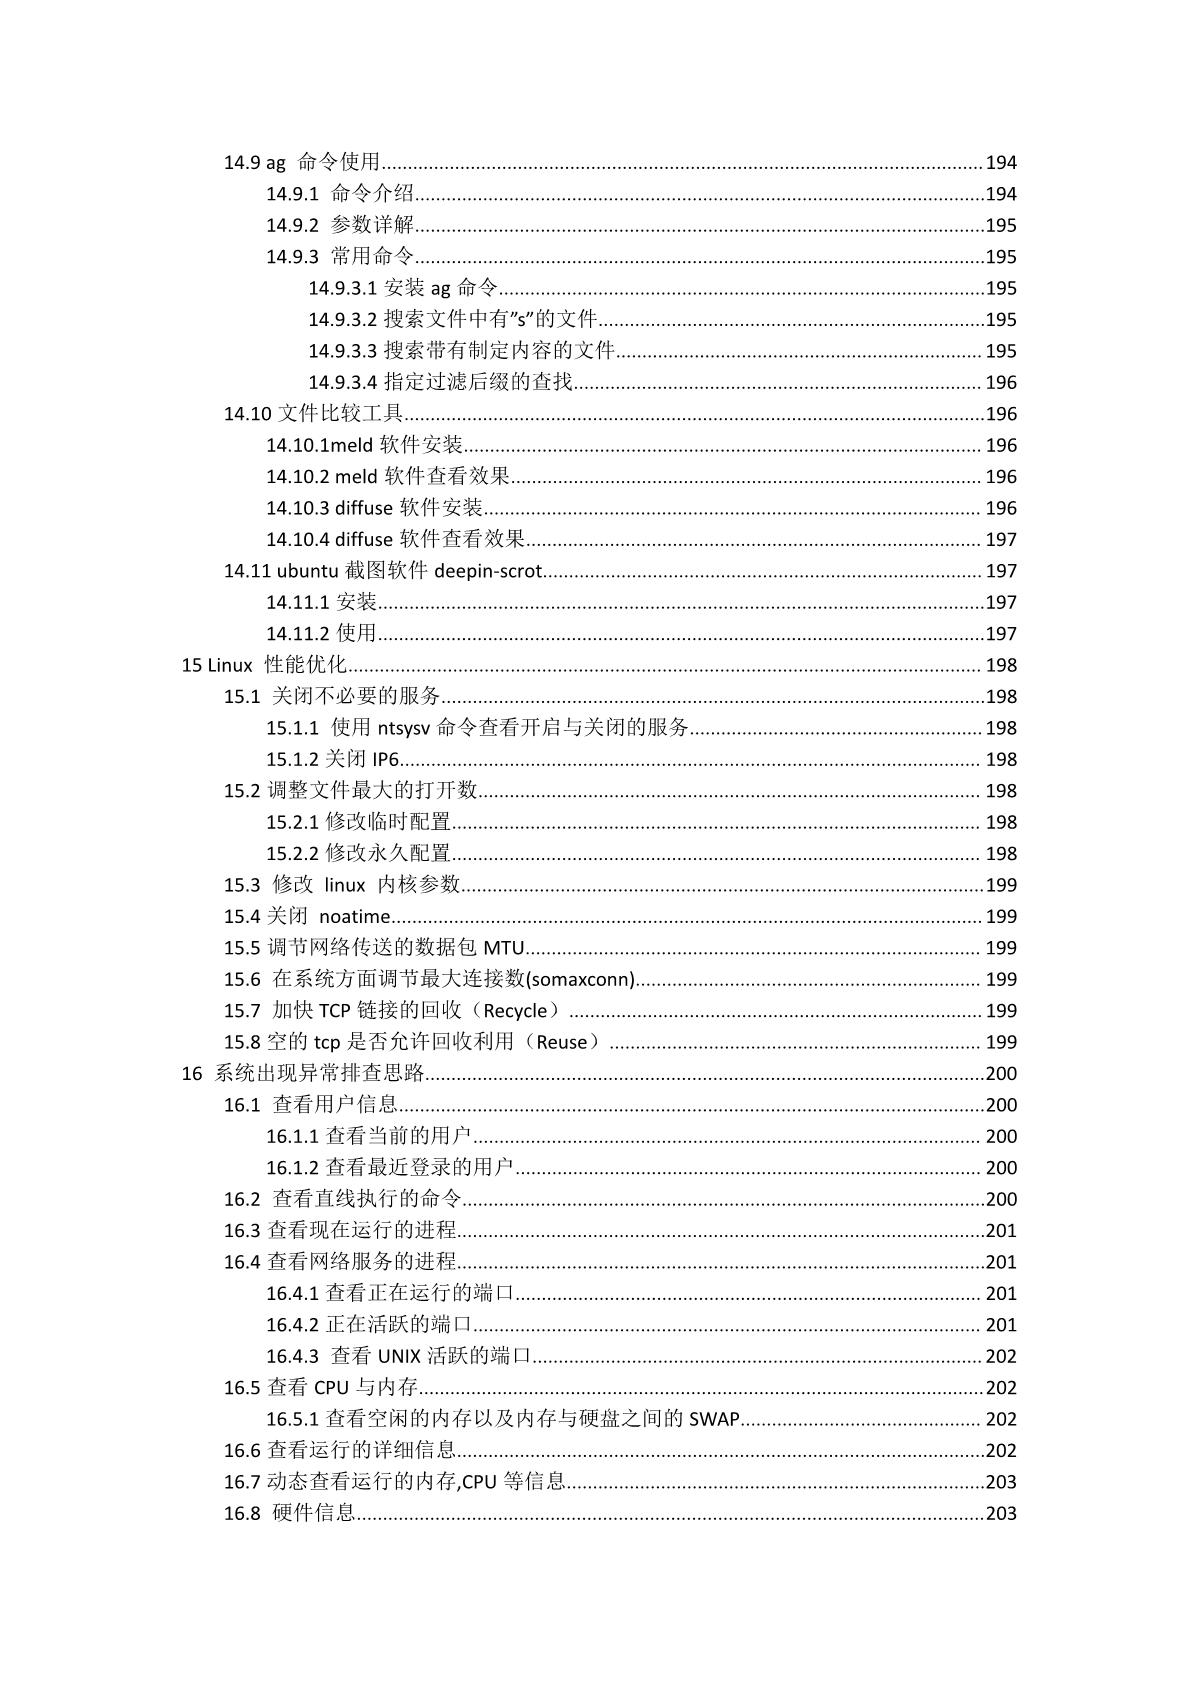 14.9 ag 命令使用........194
14.9.1 命令介绍........194
14.9.2 参数详解........195
14.9.3 常用命令........195
14.9.3.1 安装 ag 命令........195
14.9.3.2 搜索文件中有”s”的文件........195
14.9.3.3 搜索带有制定内容的文件........195
14.9.3.4 指定过滤后缀的查找........196
14.10 文件比较工具........196
14.10.1meld 软件安装........196
14.10.2 meld 软件查看效果........196
14.10.3 diffuse 软件安装........196
14.10.4 diffuse 软件查看效果........197
14.11 ubuntu 截图软件 deepin-scrot........197
14.11.1 安装........197
14.11.2 使用........197
15 Linux 性能优化........198
15.1 关闭不必要的服务........198
15.1.1 使用 ntsysv 命令查看开启与关闭的服务........198
15.1.2 关闭 IP6........198
15.2 调整文件最大的打开数........198
15.2.1 修改临时配置........198
15.2.2 修改永久配置........198
15.3 修改 linux 内核参数........199
15.4 关闭 noatime........199
15.5 调节网络传送的数据包 MTU........199
15.6 在系统方面调节最大连接数(somaxconn)........199
15.7 加快 TCP 链接的回收（Recycle）........199
15.8 空的 tcp 是否允许回收利用（Reuse）........199
16 系统出现异常排查思路........200
16.1 查看用户信息........200
16.1.1 查看当前的用户........200
16.1.2 查看最近登录的用户........200
16.2 查看直线执行的命令........200
16.3 查看现在运行的进程........201
16.4 查看网络服务的进程........201
16.4.1 查看正在运行的端口........201
16.4.2 正在活跃的端口........201
16.4.3 查看 UNIX 活跃的端口........202
16.5 查看 CPU 与内存........202
16.5.1 查看空闲的内存以及内存与硬盘之间的 SWAP........202
16.6 查看运行的详细信息........202
16.7 动态查看运行的内存,CPU 等信息........203
16.8 硬件信息........203